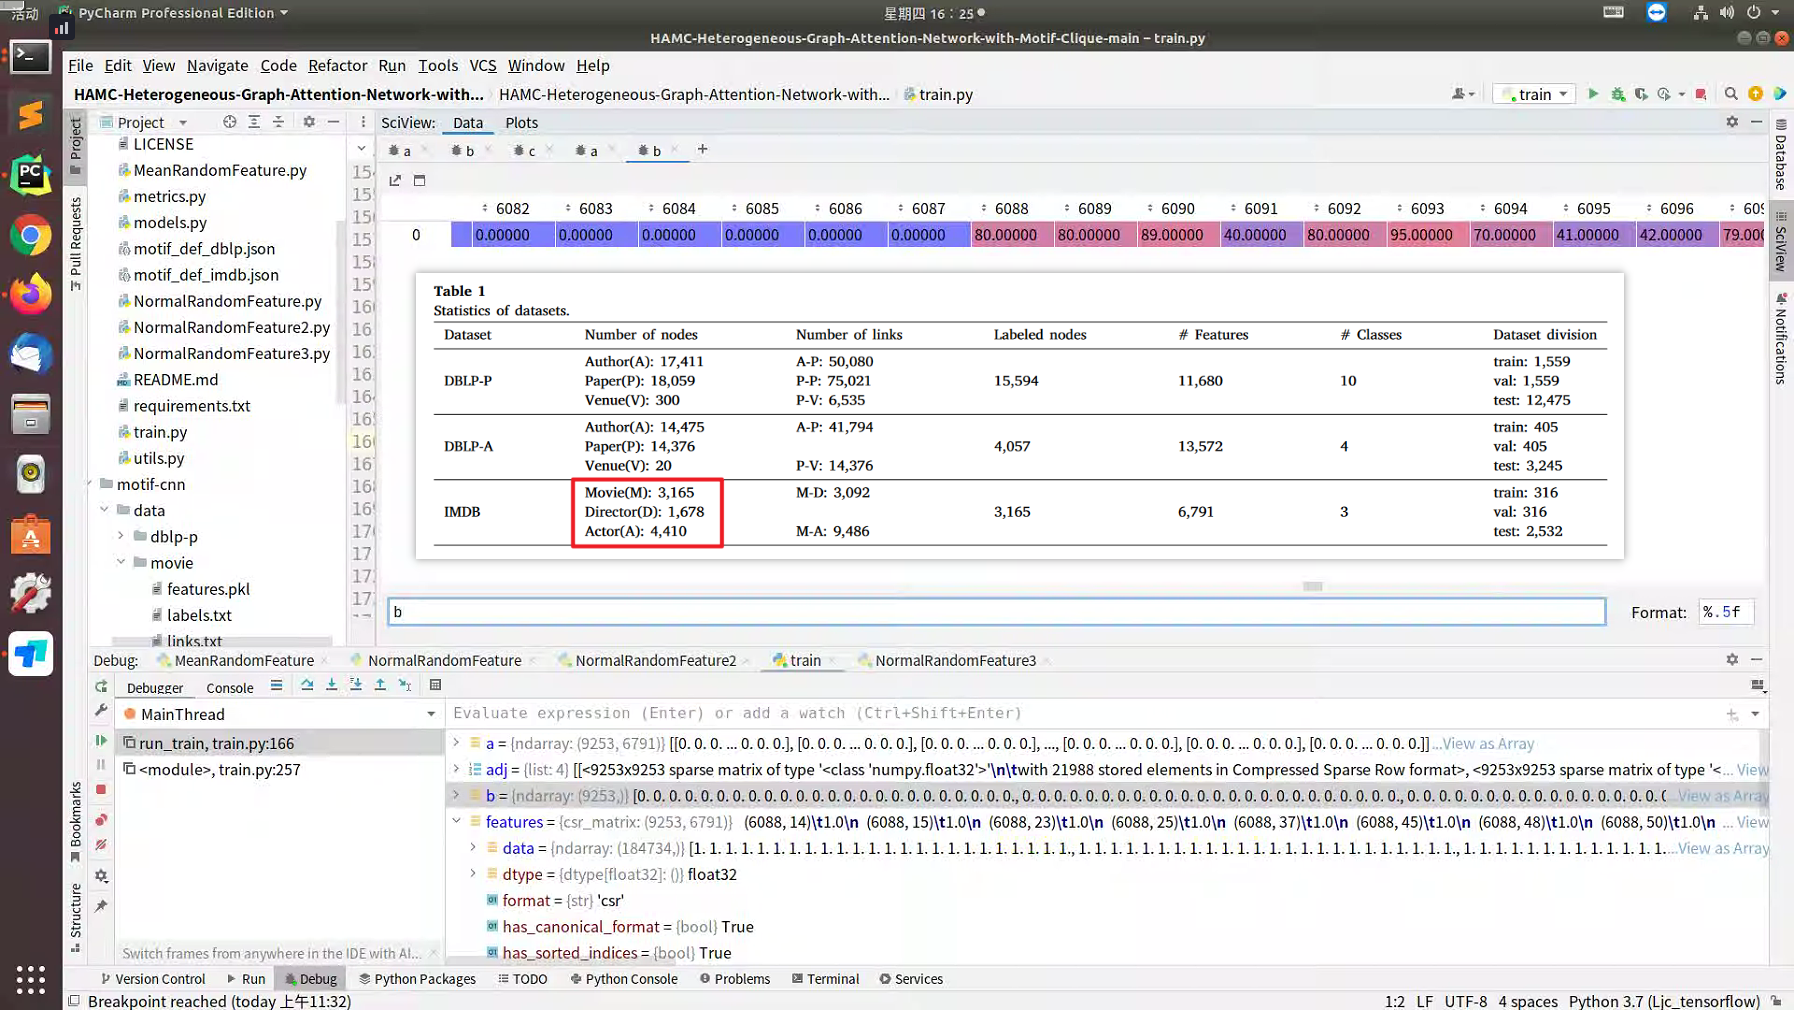 活动 PyCharm Professional Edition
星期四 16：25
HAMC-Heterogeneous-Graph-Attention-Network-with-Motif-Clique-main – train.py
File Edit View Navigate Code Refactor Run Tools VCS Window Help
HAMC-Heterogeneous-Graph-Attention-Network-with... HAMC-Heterogeneous-Graph-Attention-Network-with... train.py train
Project
SciView: Data Plots
a b c a b +
LICENSE
MeanRandomFeature.py
metrics.py
models.py
motif_def_dblp.json
motif_def_imdb.json
NormalRandomFeature.py
NormalRandomFeature2.py
NormalRandomFeature3.py
README.md
requirements.txt
train.py
utils.py
motif-cnn
data
dblp-p
movie
features.pkl
labels.txt
links.txt
Project
Pull Requests
Bookmarks
Structure
Database
SciView
Notifications
6082 6083 6084 6085 6086 6087 6088 6089 6090 6091 6092 6093 6094 6095 6096 609
0 0.00000 0.00000 0.00000 0.00000 0.00000 0.00000 80.00000 80.00000 89.00000 40.00000 80.00000 95.00000 70.00000 41.00000 42.00000 79.000
Table 1
Statistics of datasets.
Dataset Number of nodes Number of links Labeled nodes # Features # Classes Dataset division
Author(A): 17,411 A-P: 50,080 train: 1,559
DBLP-P Paper(P): 18,059 P-P: 75,021 15,594 11,680 10 val: 1,559
Venue(V): 300 P-V: 6,535 test: 12,475
Author(A): 14,475 A-P: 41,794 train: 405
DBLP-A Paper(P): 14,376 4,057 13,572 4 val: 405
Venue(V): 20 P-V: 14,376 test: 3,245
Movie(M): 3,165 M-D: 3,092 train: 316
IMDB Director(D): 1,678 3,165 6,791 3 val: 316
Actor(A): 4,410 M-A: 9,486 test: 2,532
b Format: %.5f
Debug: MeanRandomFeature NormalRandomFeature NormalRandomFeature2 train NormalRandomFeature3
Debugger Console
MainThread
Evaluate expression (Enter) or add a watch (Ctrl+Shift+Enter)
run_train, train.py:166
<module>, train.py:257
a = {ndarray: (9253, 6791)} [[0. 0. 0. ... 0. 0. 0.], [0. 0. 0. ... 0. 0. 0.], [0. 0. 0. ... 0. 0. 0.], ..., [0. 0. 0. ... 0. 0. 0.], [0. 0. 0. ... 0. 0. 0.], [0. 0. 0. ... 0. 0. 0.]] ...View as Array
adj = {list: 4} [[<9253x9253 sparse matrix of type '<class 'numpy.float32'>'\n\twith 21988 stored elements in Compressed Sparse Row format>, <9253x9253 sparse matrix of type '< ... View
b = {ndarray: (9253,)} [0. 0. 0. 0. 0. 0. 0. 0. 0. 0. 0. 0. 0. 0. 0. 0. 0. 0. 0. 0. 0. 0. 0. 0., 0. 0. 0. 0. 0. 0. 0. 0. 0. 0. 0. 0. 0. 0. 0. 0. 0. 0. 0. 0. 0. 0. 0. 0., 0. 0. 0. 0. 0. 0. 0. 0. 0. 0. 0. 0. 0. 0. 0. 0. ( ...View as Array
features = {csr_matrix: (9253, 6791)} (6088, 14)\t1.0\n (6088, 15)\t1.0\n (6088, 23)\t1.0\n (6088, 25)\t1.0\n (6088, 37)\t1.0\n (6088, 45)\t1.0\n (6088, 48)\t1.0\n (6088, 50)\t1.0\n ... View
data = {ndarray: (184734,)} [1. 1. 1. 1. 1. 1. 1. 1. 1. 1. 1. 1. 1. 1. 1. 1. 1. 1. 1. 1. 1. 1. 1. 1., 1. 1. 1. 1. 1. 1. 1. 1. 1. 1. 1. 1. 1. 1. 1. 1. 1. 1. 1. 1. 1. 1. 1. 1., 1. 1. 1. 1. 1. 1. 1. 1. 1. 1. 1. 1. 1. ...View as Array
dtype = {dtype[float32]: ()} float32
format = {str} 'csr'
has_canonical_format = {bool} True
has_sorted_indices = {bool} True
Switch frames from anywhere in the IDE with Al...
Version Control Run Debug Python Packages TODO Python Console Problems Terminal Services
Breakpoint reached (today 上午11:32) 1:2 LF UTF-8 4 spaces Python 3.7 (Ljc_tensorflow)